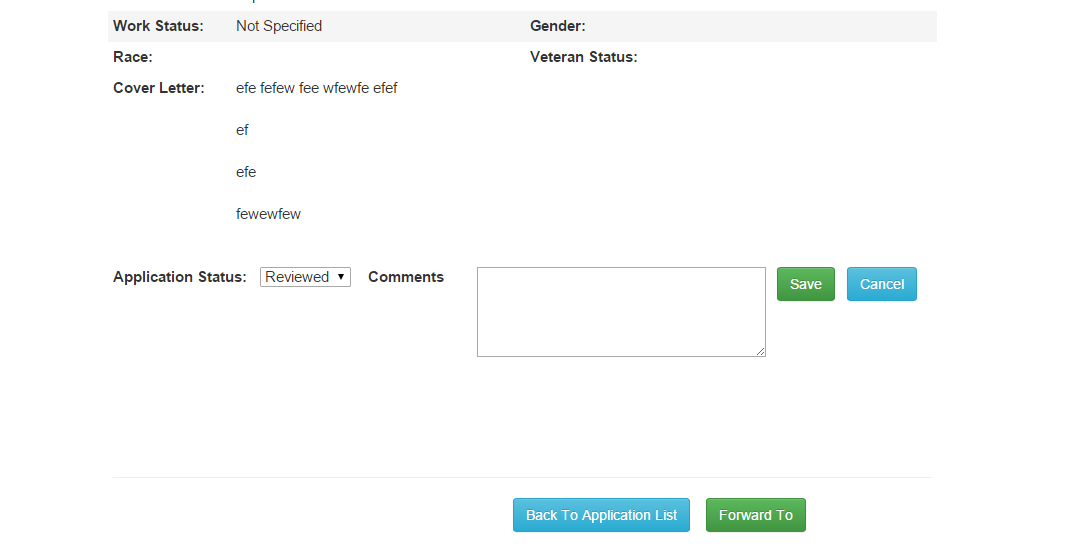 Work Status: Not Specified Gender:
Race: Veteran Status:
Cover Letter: efe fefew fee wfewfe efef
ef
efe
fewewfew
Application Status: Reviewed Comments Save Cancel
Back To Application List Forward To